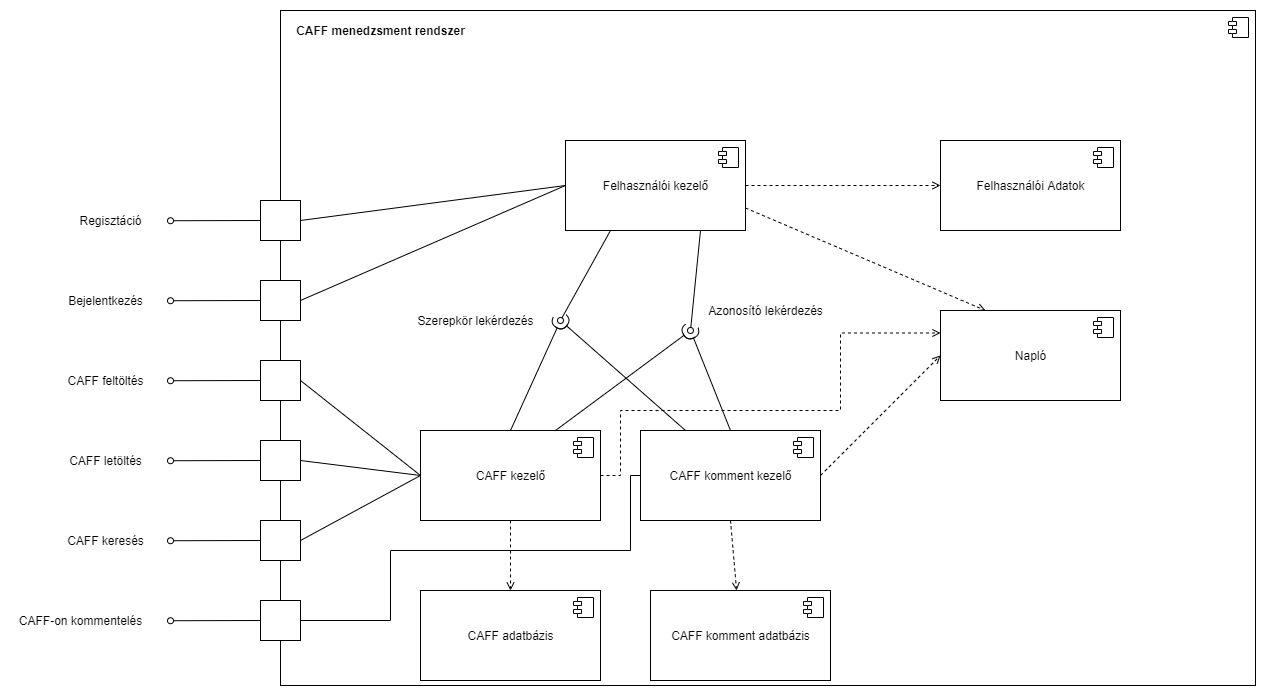 CAFF menedzsment rendszer
Felhasználói kezelő
Felhasználói Adatok
Regisztáció
Bejelentkezés
Szerepkör lekérdezés
Azonosító lekérdezés
Napló
CAFF feltöltés
CAFF letöltés
CAFF kezelő
CAFF komment kezelő
CAFF keresés
CAFF-on kommentelés
CAFF adatbázis
CAFF komment adatbázis